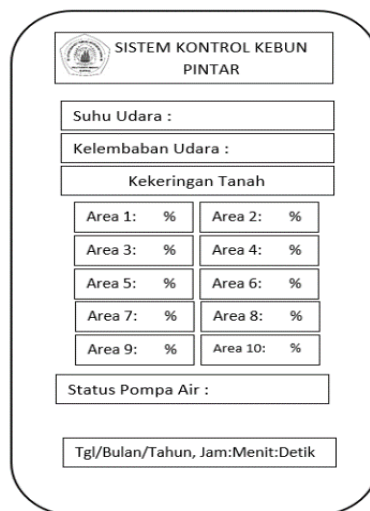 SISTEM KONTROL KEBUN
PINTAR
Suhu Udara :
Kelembaban Udara :
Kekeringan Tanah
Area 1: % Area 2: %
Area 3: % Area 4: %
Area 5: % Area 6: %
Area 7: % Area 8: %
Area 9: % Area 10: %
Status Pompa Air :
Tgl/Bulan/Tahun, Jam:Menit:Detik